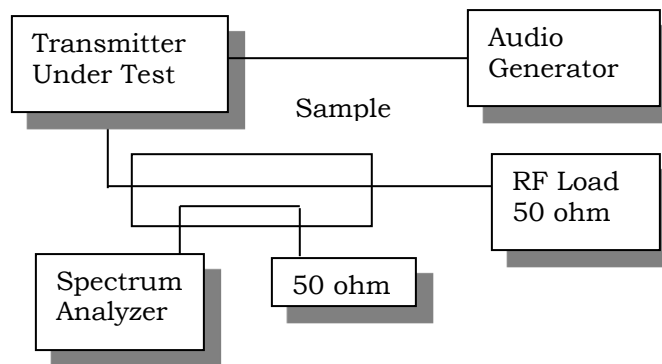 Transmitter
Under Test
Audio
Generator
Sample
RF Load
50 ohm
Spectrum
Analyzer
50 ohm